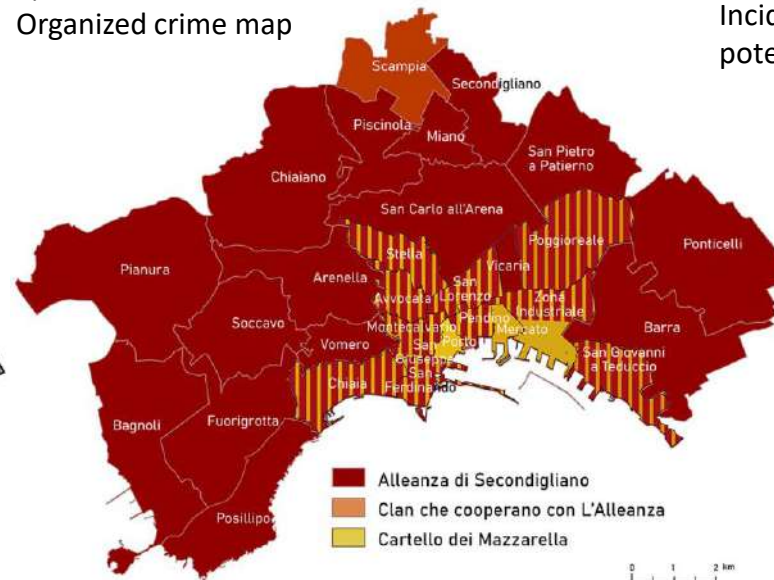 Organized crime map
Incid
pote
Scampia
Secondigliano
Piscinola
Miano
San Pietro
a Patierno
Chiaiano
San Carlo all'Arena
Stella
Poggioreale
Ponticelli
Pianura
Arenella
Vicaria
San
Lorenzo
Avvocata
Zona
Industriale
Soccavo
Pendino
Mercato
Montecalvario
Porto
Barra
Vomero
San
Giuseppe
San Giovanni
a Teduccio
Chiaia
San
Ferdinando
Bagnoli
Fuorigrotta
Posillipo
Alleanza di Secondigliano
Clan che cooperano con L'Alleanza
Cartello dei Mazzarella
0 1 2 km